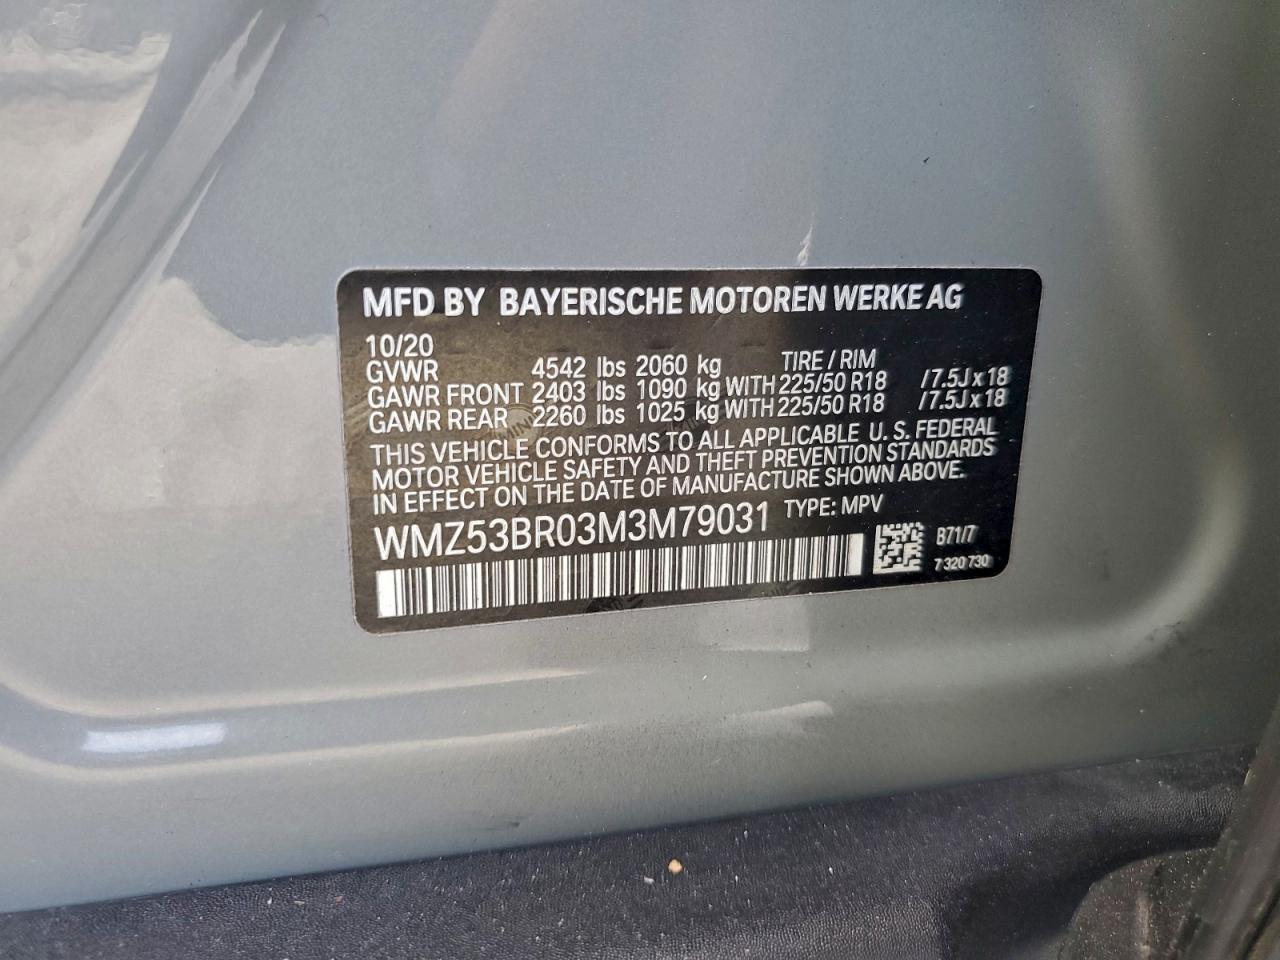 MFD BY BAYERISCHE MOTOREN WERKE AG
10/20
GVWR 4542 lbs 2060 kg TIRE / RIM
GAWR FRONT 2403 lbs 1090 kg WITH 225/50 R18 /7.5J x 18
GAWR REAR 2260 lbs 1025 kg WITH 225/50 R18 /7.5J x 18
THIS VEHICLE CONFORMS TO ALL APPLICABLE U. S. FEDERAL
MOTOR VEHICLE SAFETY AND THEFT PREVENTION STANDARDS
IN EFFECT ON THE DATE OF MANUFACTURE SHOWN ABOVE.
WMZ53BR03M3M79031 TYPE: MPV
B71/7
7 320 730